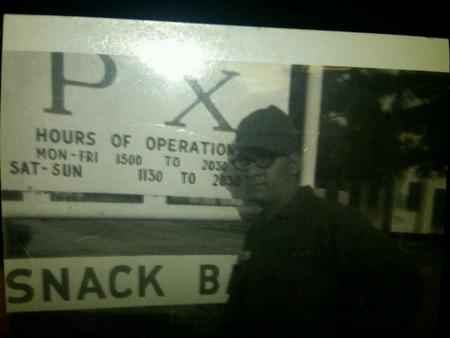 PX
HOURS OF OPERATION
MON-FRI 1500 TO 2030
SAT-SUN 1130 TO 2030
SNACK BA